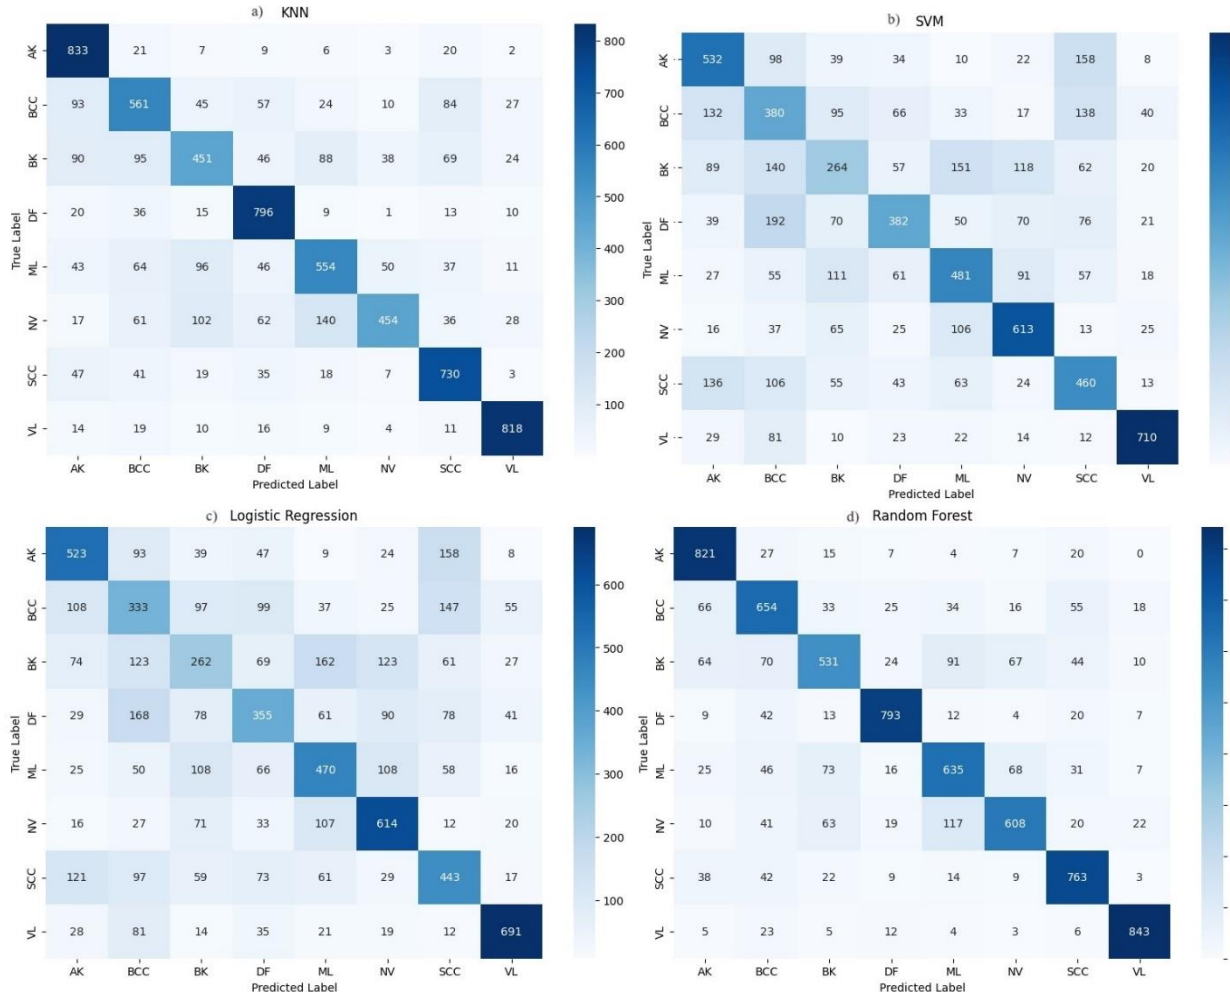 a) KNN
AK 833 21 7 9 6 3 20 2
BCC 93 561 45 57 24 10 84 27
BK 90 95 451 46 88 38 69 24
DF 20 36 15 796 9 1 13 10
ML 43 64 96 46 554 50 37 11
NV 17 61 102 62 140 454 36 28
SCC 47 41 19 35 18 7 730 3
VL 14 19 10 16 9 4 11 818
AK BCC BK DF ML NV SCC VL
Predicted Label
True Label
800
700
600
500
400
300
200
100
b) SVM
AK 532 98 39 34 10 22 158 8
BCC 132 380 95 66 33 17 138 40
BK 89 140 264 57 151 118 62 20
DF 39 192 70 382 50 70 76 21
ML 27 55 111 61 481 91 57 18
NV 16 37 65 25 106 613 13 25
SCC 136 106 55 43 63 24 460 13
VL 29 81 10 23 22 14 12 710
AK BCC BK DF ML NV SCC VL
Predicted Label
True Label
c) Logistic Regression
AK 523 93 39 47 9 24 158 8
BCC 108 333 97 99 37 25 147 55
BK 74 123 262 69 162 123 61 27
DF 29 168 78 355 61 90 78 41
ML 25 50 108 66 470 108 58 16
NV 16 27 71 33 107 614 12 20
SCC 121 97 59 73 61 29 443 17
VL 28 81 14 35 21 19 12 691
AK BCC BK DF ML NV SCC VL
Predicted Label
True Label
600
500
400
300
200
100
d) Random Forest
AK 821 27 15 7 4 7 20 0
BCC 66 654 33 25 34 16 55 18
BK 64 70 531 24 91 67 44 10
DF 9 42 13 793 12 4 20 7
ML 25 46 73 16 635 68 31 7
NV 10 41 63 19 117 608 20 22
SCC 38 42 22 9 14 9 763 3
VL 5 23 5 12 4 3 6 843
AK BCC BK DF ML NV SCC VL
Predicted Label
True Label